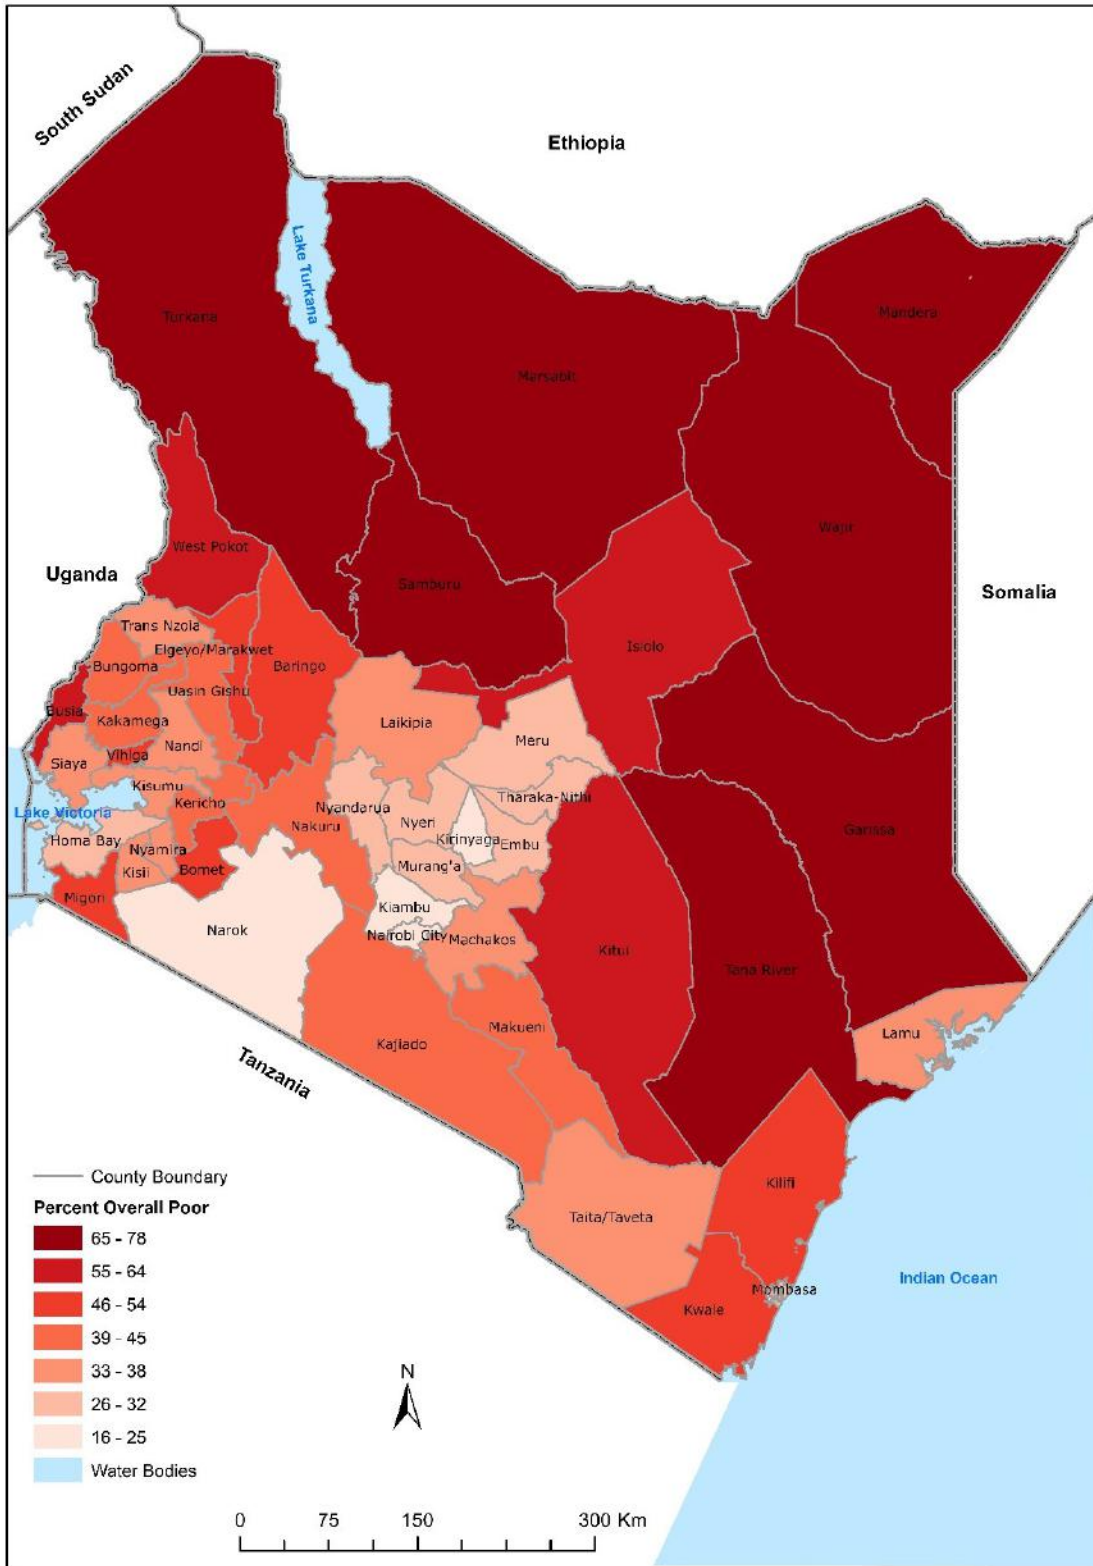 South Sudan
Ethiopia
Lake Turkana
Turkana
Mandera
Marsabit
Wajir
West Pokot
Uganda
Samburu
Somalia
Trans Nzoia
Elgeyo/Marakwet
Isiolo
Bungoma
Baringo
Uasin Gishu
Busia
Kakamega
Laikipia
Meru
Vihiga
Nandi
Siaya
Kisumu
Tharaka-Nithi
Kericho
Nyandarua
Lake Victoria
Nyeri
Nakuru
Garissa
Homa Bay
Kirinyaga
Embu
Nyamira
Murang'a
Kisii
Bomet
Migori
Kiambu
Narok
Nairobi City
Machakos
Kitui
Tana River
Makueni
Lamu
Kajiado
Tanzania
Kilifi
Taita/Taveta
Indian Ocean
Mombasa
Kwale
County Boundary
Percent Overall Poor
65 - 78
55 - 64
46 - 54
39 - 45
33 - 38
26 - 32
16 - 25
Water Bodies
N
0 75 150 300 Km